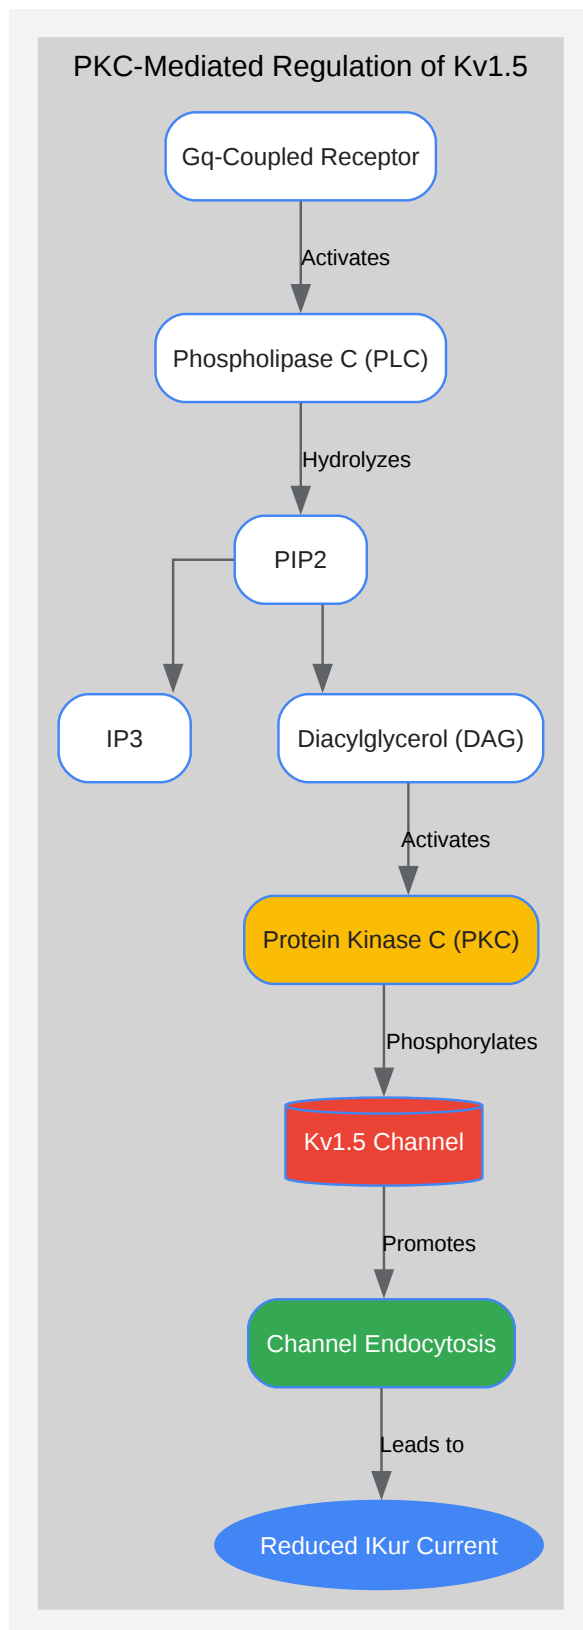 PKC-Mediated Regulation of Kv1.5
Gq-Coupled Receptor
Activates
Phospholipase C (PLC)
Hydrolyzes
PIP2
IP3
Diacylglycerol (DAG)
Activates
Protein Kinase C (PKC)
Phosphorylates
Kv1.5 Channel
Promotes
Channel Endocytosis
Leads to
Reduced IKur Current